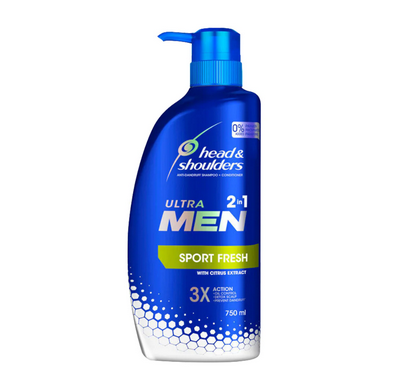 0%
head &
shoulders
ANTI-DANDRUFF SHAMPOO + CONDITIONER
ULTRA 2in1
MEN
SPORT FRESH
WITH CITRUS EXTRACT
3X ACTION
OIL CONTROL
DETOX SCALP
PREVENT DANDRUFF
750 ml